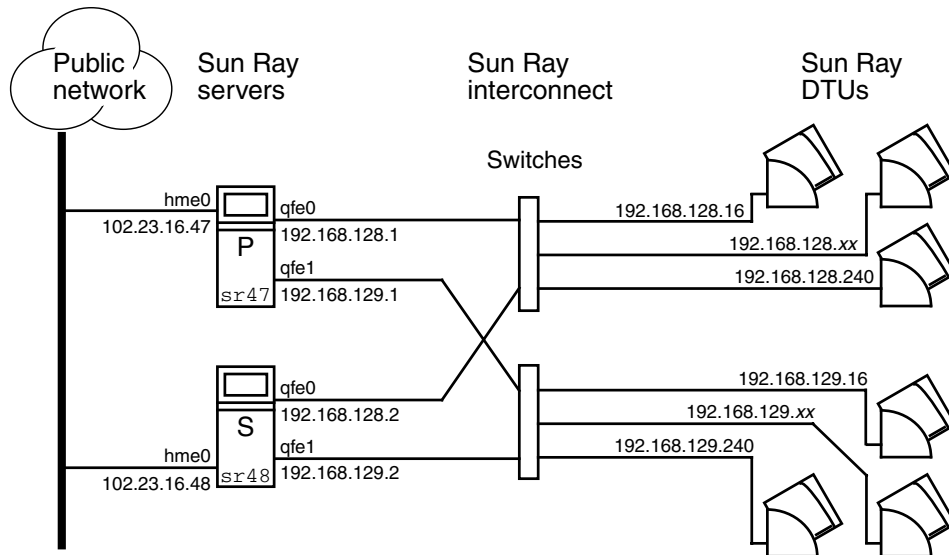 Public
network
Sun Ray
servers
Sun Ray
interconnect
Sun Ray
DTUs
Switches
hme0
102.23.16.47
P
sr47
qfe0
192.168.128.1
qfe1
192.168.129.1
192.168.128.16
192.168.128.xx
192.168.128.240
hme0
102.23.16.48
S
sr48
qfe0
192.168.128.2
qfe1
192.168.129.2
192.168.129.16
192.168.129.xx
192.168.129.240